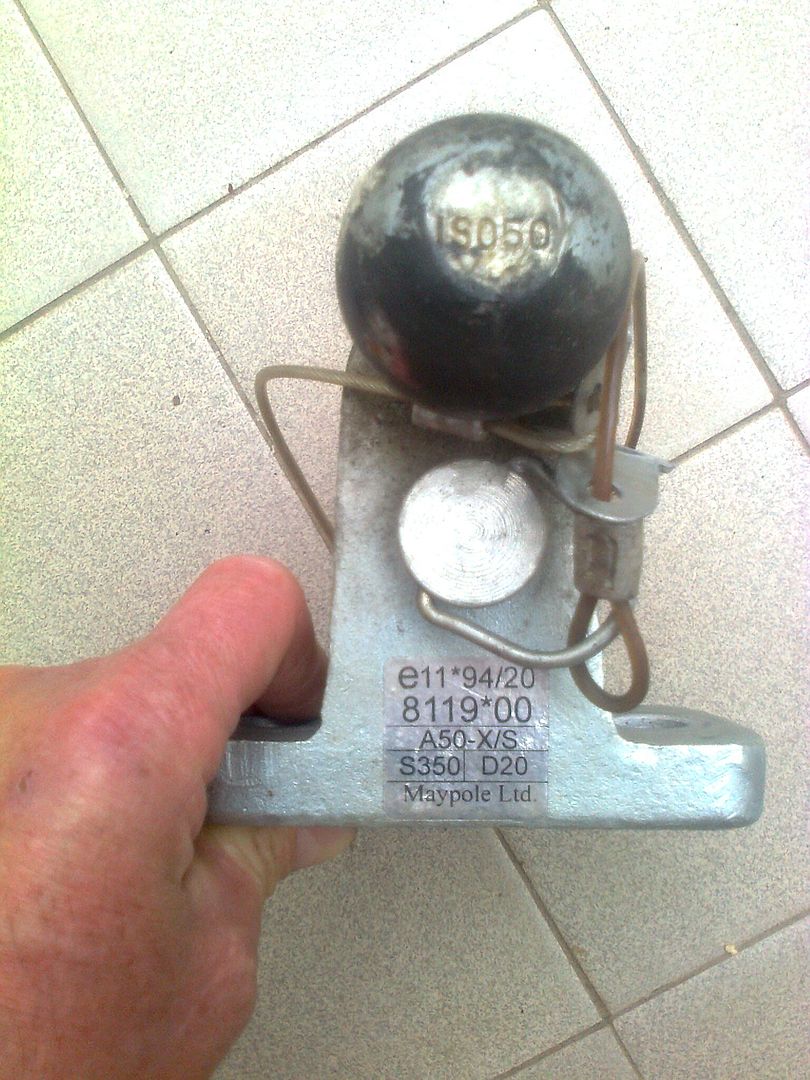 ISO50
e11*94/20
8119*00
A50-X/S
S350 D20
Maypole Ltd.